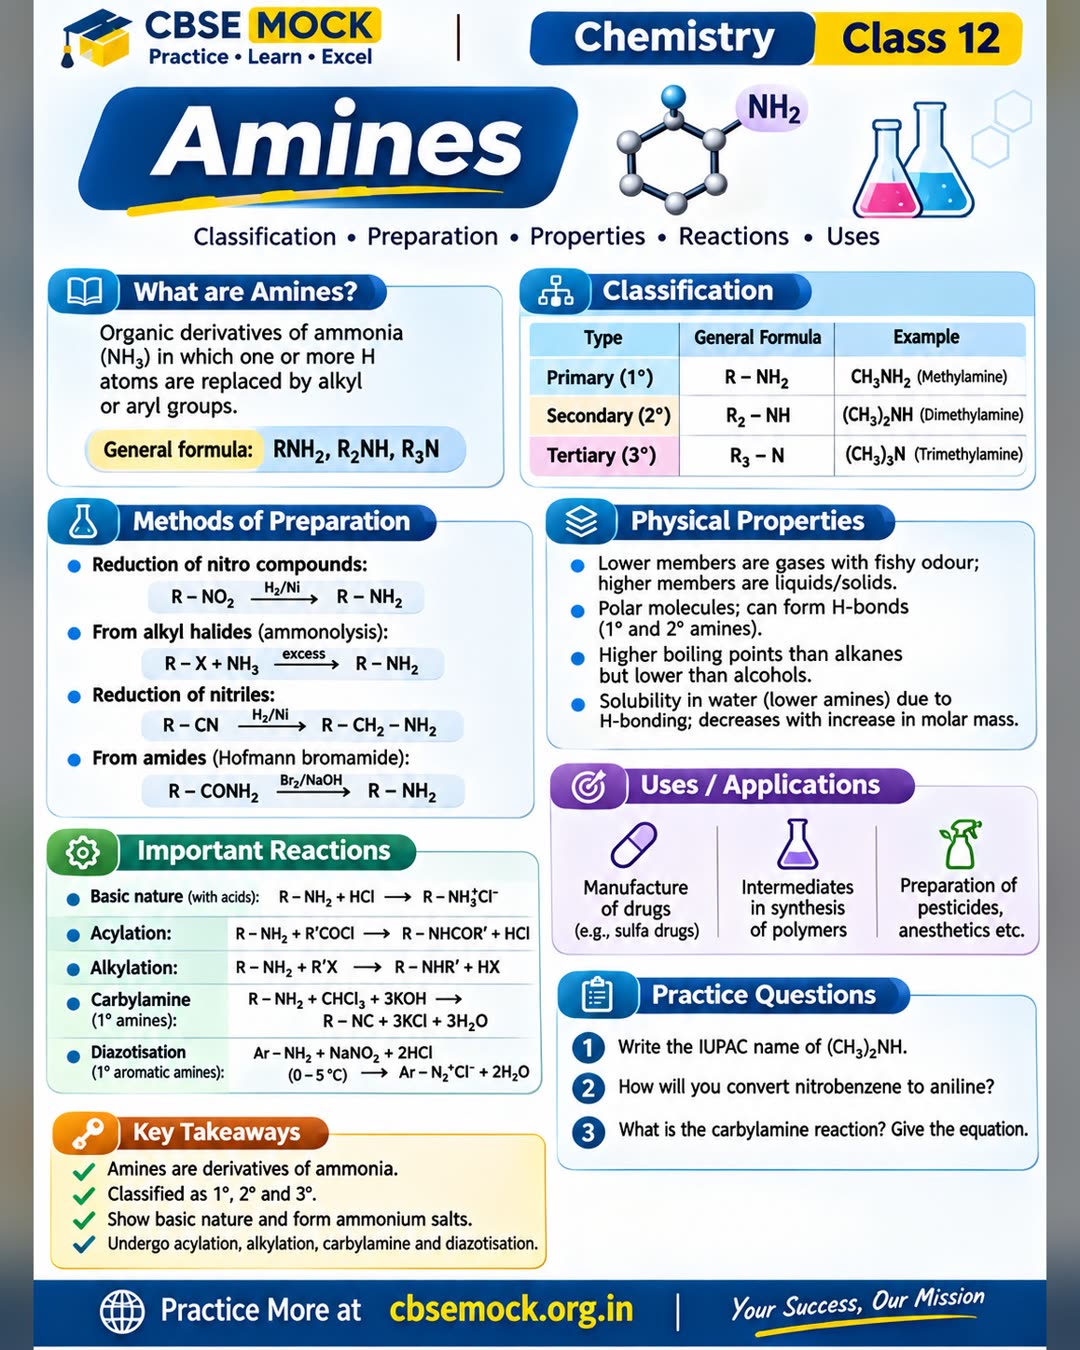 CBSE MOCK
Practice • Learn • Excel
Chemistry
Class 12
Amines
NH₂
Classification • Preparation • Properties • Reactions • Uses
What are Amines?
Organic derivatives of ammonia
(NH₃) in which one or more H
atoms are replaced by alkyl
or aryl groups.
General formula: RNH₂, R₂NH, R₃N
Classification
Type General Formula Example
Primary (1°) R – NH₂ CH₃NH₂ (Methylamine)
Secondary (2°) R₂ – NH (CH₃)₂NH (Dimethylamine)
Tertiary (3°) R₃ – N (CH₃)₃N (Trimethylamine)
Methods of Preparation
• Reduction of nitro compounds:
H₂/Ni
R – NO₂ ⟶ R – NH₂
• From alkyl halides (ammonolysis):
excess
R – X + NH₃ ⟶ R – NH₂
• Reduction of nitriles:
H₂/Ni
R – CN ⟶ R – CH₂ – NH₂
• From amides (Hofmann bromamide):
Br₂/NaOH
R – CONH₂ ⟶ R – NH₂
Physical Properties
• Lower members are gases with fishy odour;
higher members are liquids/solids.
• Polar molecules; can form H-bonds
(1° and 2° amines).
• Higher boiling points than alkanes
but lower than alcohols.
• Solubility in water (lower amines) due to
H-bonding; decreases with increase in molar mass.
Uses / Applications
Manufacture
of drugs
(e.g., sulfa drugs)
Intermediates
in synthesis
of polymers
Preparation of
pesticides,
anesthetics etc.
Important Reactions
• Basic nature (with acids): R – NH₂ + HCl ⟶ R – NH₃⁺Cl⁻
• Acylation: R – NH₂ + R′COCl ⟶ R – NHCOR′ + HCl
• Alkylation: R – NH₂ + R′X ⟶ R – NHR′ + HX
• Carbylamine R – NH₂ + CHCl₃ + 3KOH ⟶
(1° amines): R – NC + 3KCl + 3H₂O
• Diazotisation Ar – NH₂ + NaNO₂ + 2HCl
(1° aromatic amines): (0 – 5 °C) ⟶ Ar – N₂⁺Cl⁻ + 2H₂O
Practice Questions
1 Write the IUPAC name of (CH₃)₂NH.
2 How will you convert nitrobenzene to aniline?
3 What is the carbylamine reaction? Give the equation.
Key Takeaways
✓ Amines are derivatives of ammonia.
✓ Classified as 1°, 2° and 3°.
✓ Show basic nature and form ammonium salts.
✓ Undergo acylation, alkylation, carbylamine and diazotisation.
Practice More at cbsemock.org.in | Your Success, Our Mission